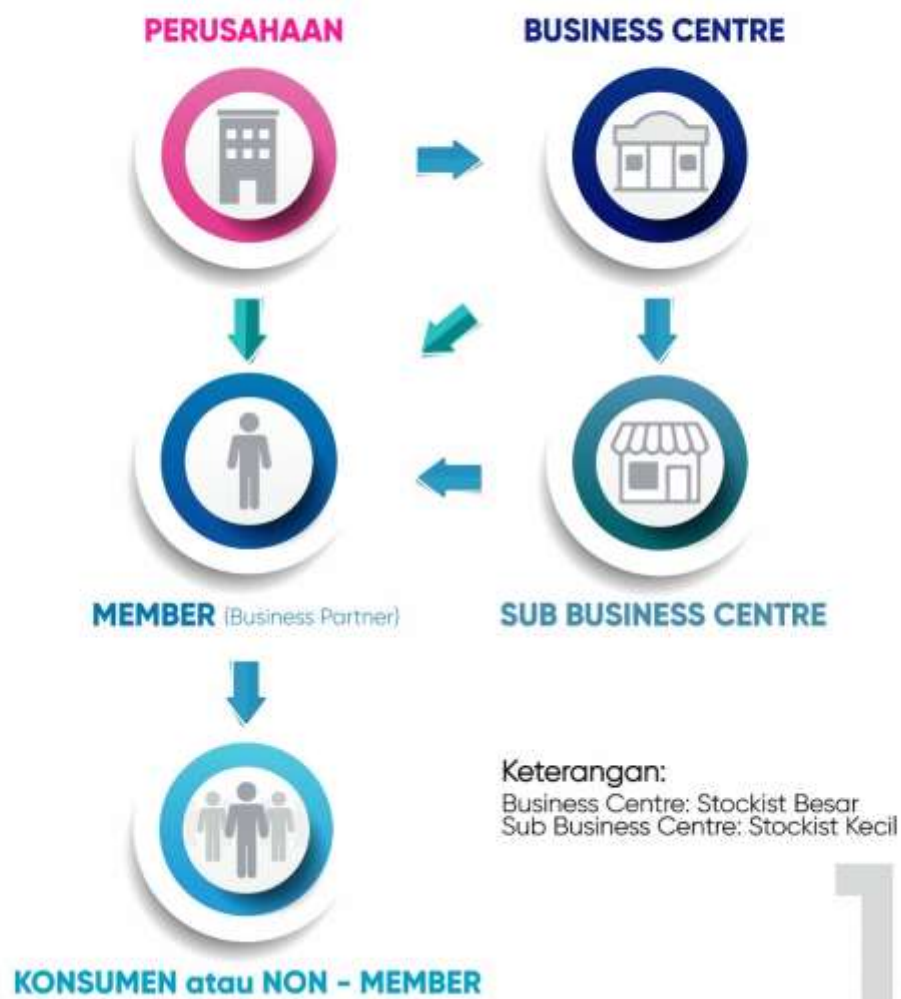 PERUSAHAAN
BUSINESS CENTRE
MEMBER (Business Partner)
SUB BUSINESS CENTRE
Keterangan:
Business Centre: Stockist Besar
Sub Business Centre: Stockist Kecil
1
KONSUMEN atau NON - MEMBER